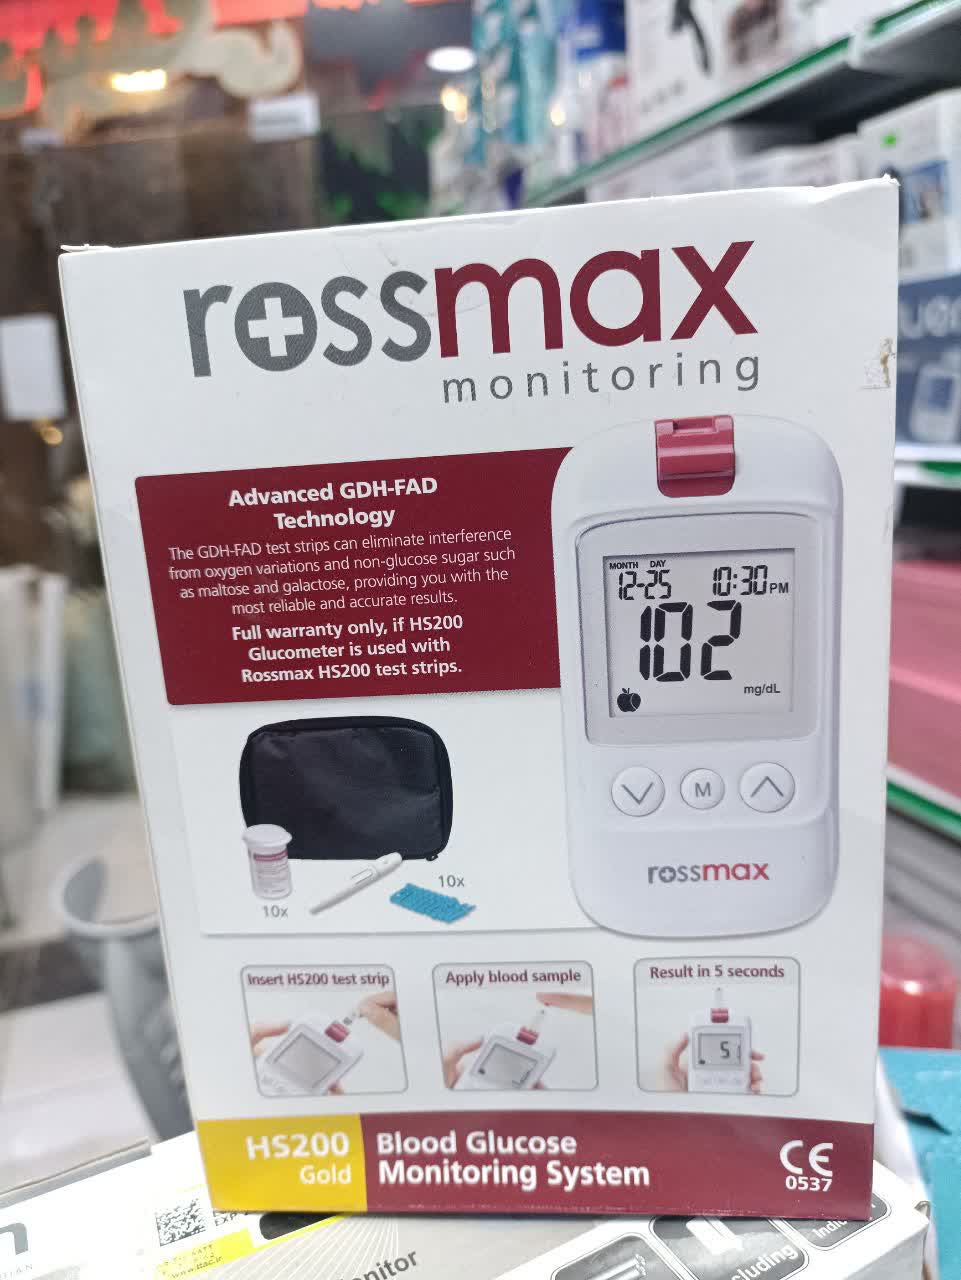 rossmax
monitoring
Advanced GDH-FAD
Technology
The GDH-FAD test strips can eliminate interference
from oxygen variations and non-glucose sugar such
as maltose and galactose, providing you with the
most reliable and accurate results.
Full warranty only, if HS200
Glucometer is used with
Rossmax HS200 test strips.
MONTH DAY
12-25 10:30 PM
102
mg/dL
M
rossmax
10x
10x
Insert HS200 test strip
Apply blood sample
Result in 5 seconds
5
HS200
Gold
Blood Glucose
Monitoring System
CE
0537